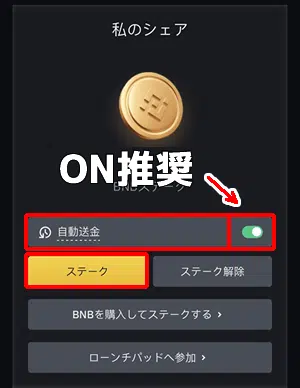 私のシェア
ON推奨
BNBステーク
自動送金
ステーク
ステーク解除
BNBを購入してステークする ›
ローンチパッドへ参加 ›